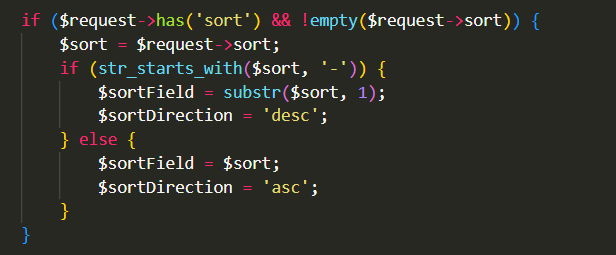 if ($request->has('sort') && !empty($request->sort)) {
    $sort = $request->sort;
    if (str_starts_with($sort, '-')) {
        $sortField = substr($sort, 1);
        $sortDirection = 'desc';
    } else {
        $sortField = $sort;
        $sortDirection = 'asc';
    }
}